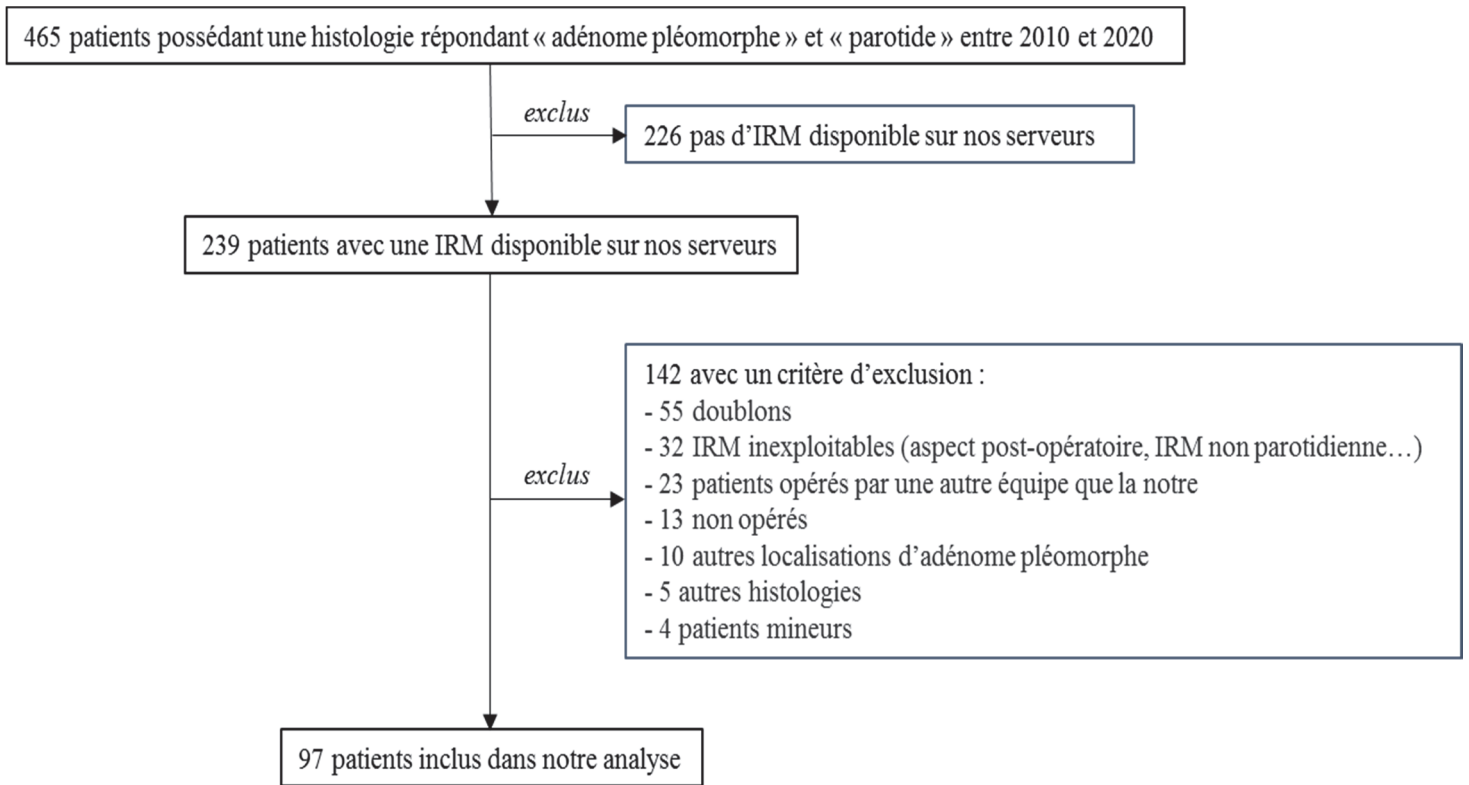 465 patients possédant une histologie répondant « adénome pléomorphe » et « parotide » entre 2010 et 2020
exclus
226 pas d’IRM disponible sur nos serveurs
239 patients avec une IRM disponible sur nos serveurs
142 avec un critère d’exclusion :
- 55 doublons
- 32 IRM inexploitables (aspect post-opératoire, IRM non parotidienne…)
- 23 patients opérés par une autre équipe que la notre
- 13 non opérés
- 10 autres localisations d’adénome pléomorphe
- 5 autres histologies
- 4 patients mineurs
exclus
97 patients inclus dans notre analyse